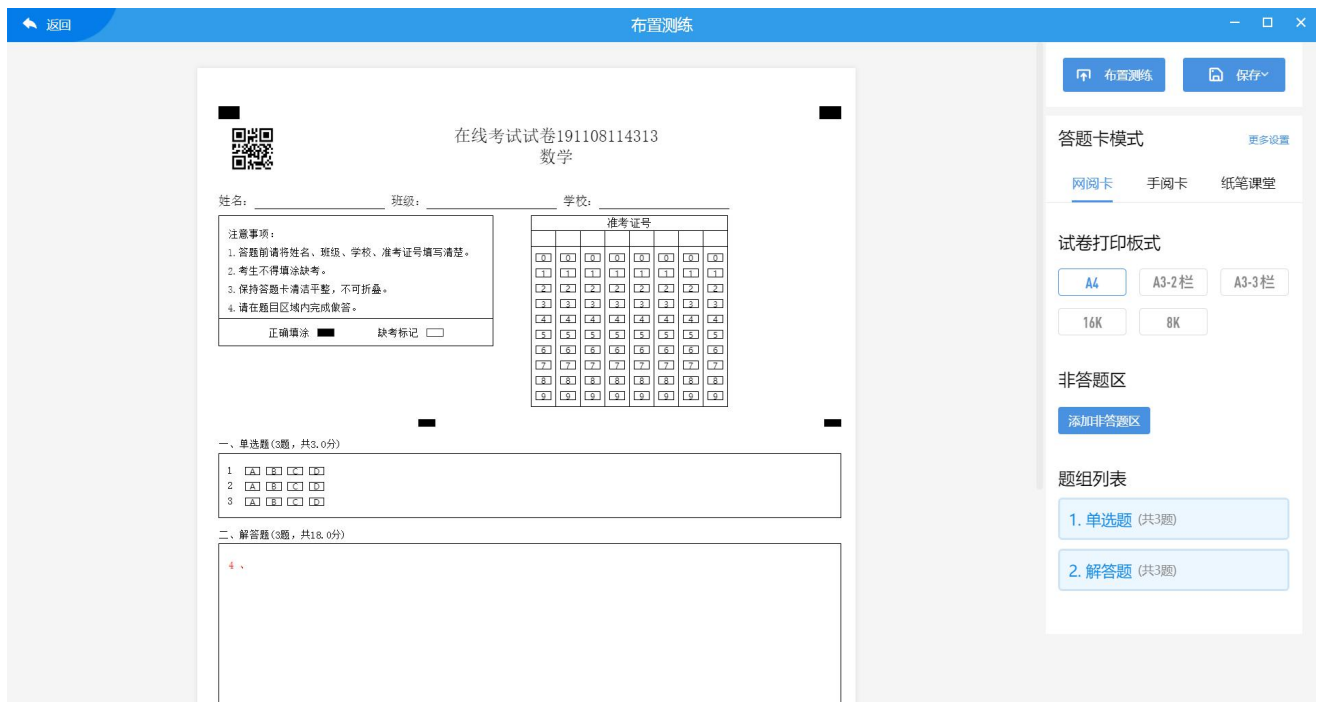 返回
布置测练
布置测练
保存
答题卡模式
更多设置
网阅卡 手阅卡 纸笔课堂
试卷打印板式
A4 A3-2栏 A3-3栏
16K 8K
非答题区
添加非答题区
题组列表
1. 单选题 (共3题)
2. 解答题 (共3题)
在线考试试卷191108114313
数学
姓名: 班级: 学校:
注意事项:
1.答题前请将姓名、班级、学校、准考证号填写清楚。
2.考生不得填涂缺考。
3.保持答题卡清洁平整,不可折叠。
4.请在题目区域内完成做答。
正确填涂 缺考标记
准考证号
0 0 0 0 0 0 0 0
1 1 1 1 1 1 1 1
2 2 2 2 2 2 2 2
3 3 3 3 3 3 3 3
4 4 4 4 4 4 4 4
5 5 5 5 5 5 5 5
6 6 6 6 6 6 6 6
7 7 7 7 7 7 7 7
8 8 8 8 8 8 8 8
9 9 9 9 9 9 9 9
一、单选题(3题,共3.0分)
1 A B C D
2 A B C D
3 A B C D
二、解答题(3题,共18.0分)
4、